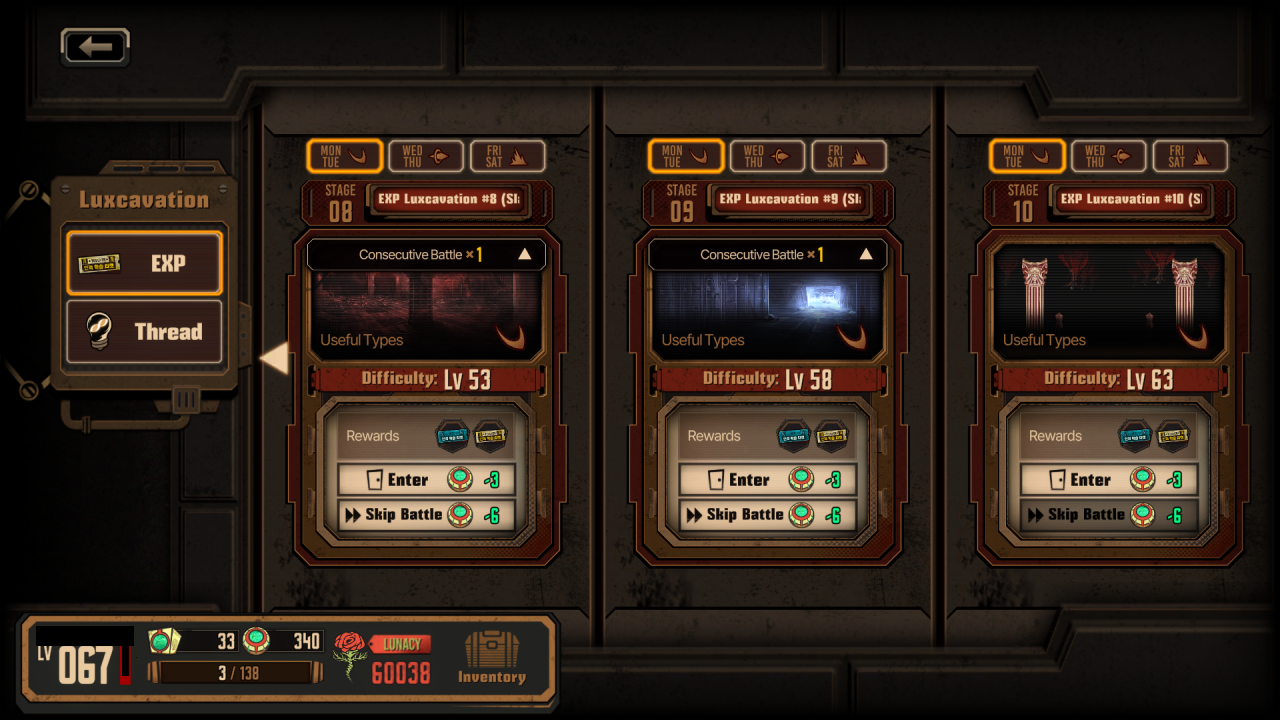 Luxcavation
EXP
Thread
MON
TUE
WED
THU
FRI
SAT
STAGE
08
EXP Luxcavation #8 (Sl
Consecutive Battle × 1
Useful Types
Difficulty: Lv 53
Rewards
Enter -3
Skip Battle -6
MON
TUE
WED
THU
FRI
SAT
STAGE
09
EXP Luxcavation #9 (Sl
Consecutive Battle × 1
Useful Types
Difficulty: Lv 58
Rewards
Enter -3
Skip Battle -6
MON
TUE
WED
THU
FRI
SAT
STAGE
10
EXP Luxcavation #10 (S
Useful Types
Difficulty: Lv 63
Rewards
Enter -3
Skip Battle -6
LV 067
33
340
3 / 138
LUNACY
60038
Inventory